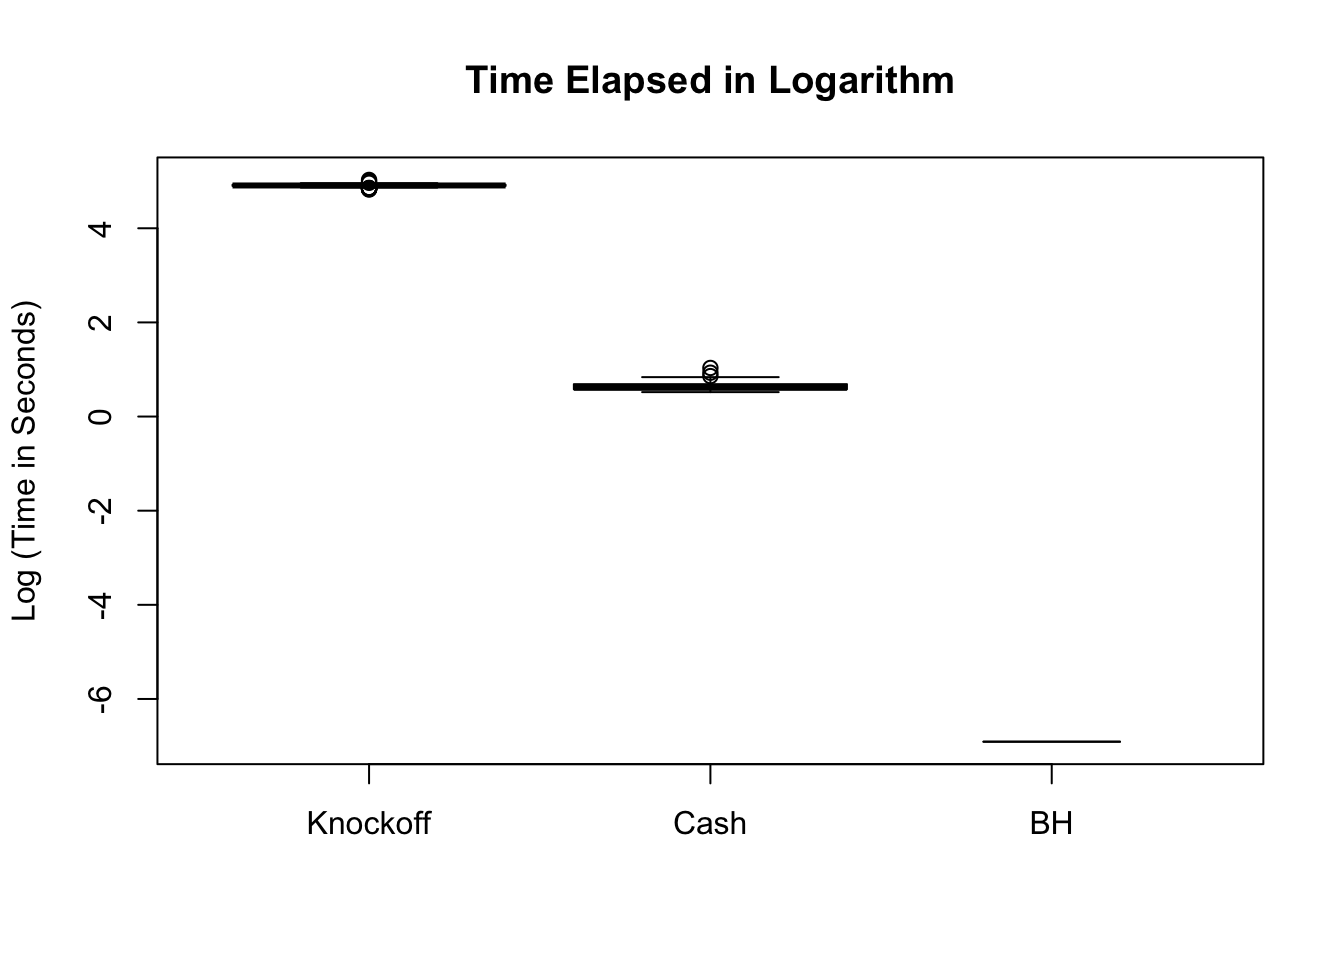 Time Elapsed in Logarithm
Log (Time in Seconds)
4
2
0
-2
-4
-6
Knockoff
Cash
BH